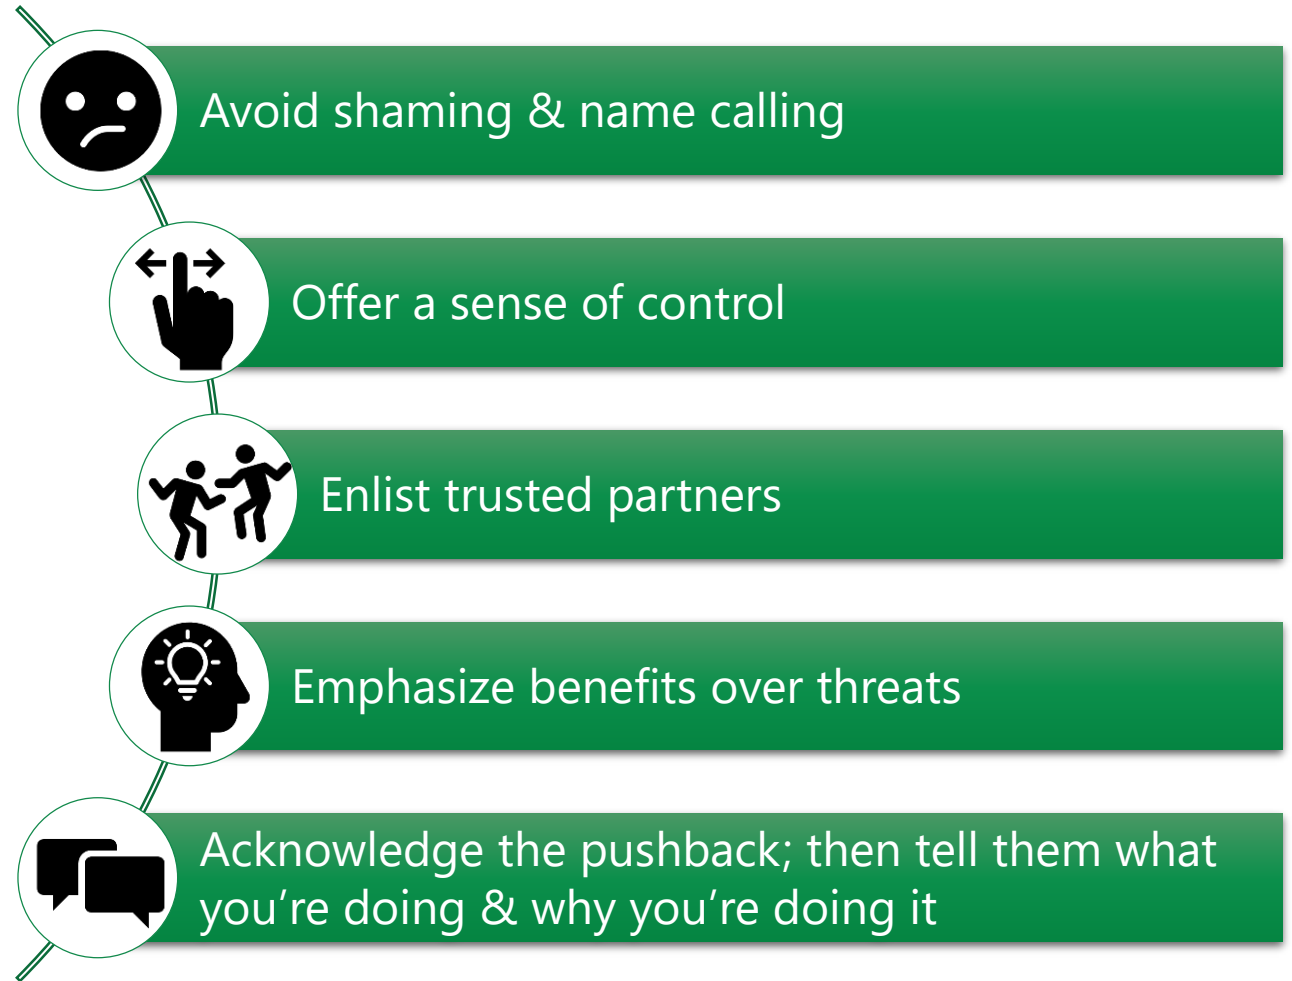 Avoid shaming & name calling
Offer a sense of control
Enlist trusted partners
Emphasize benefits over threats
Acknowledge the pushback; then tell them what
you’re doing & why you’re doing it